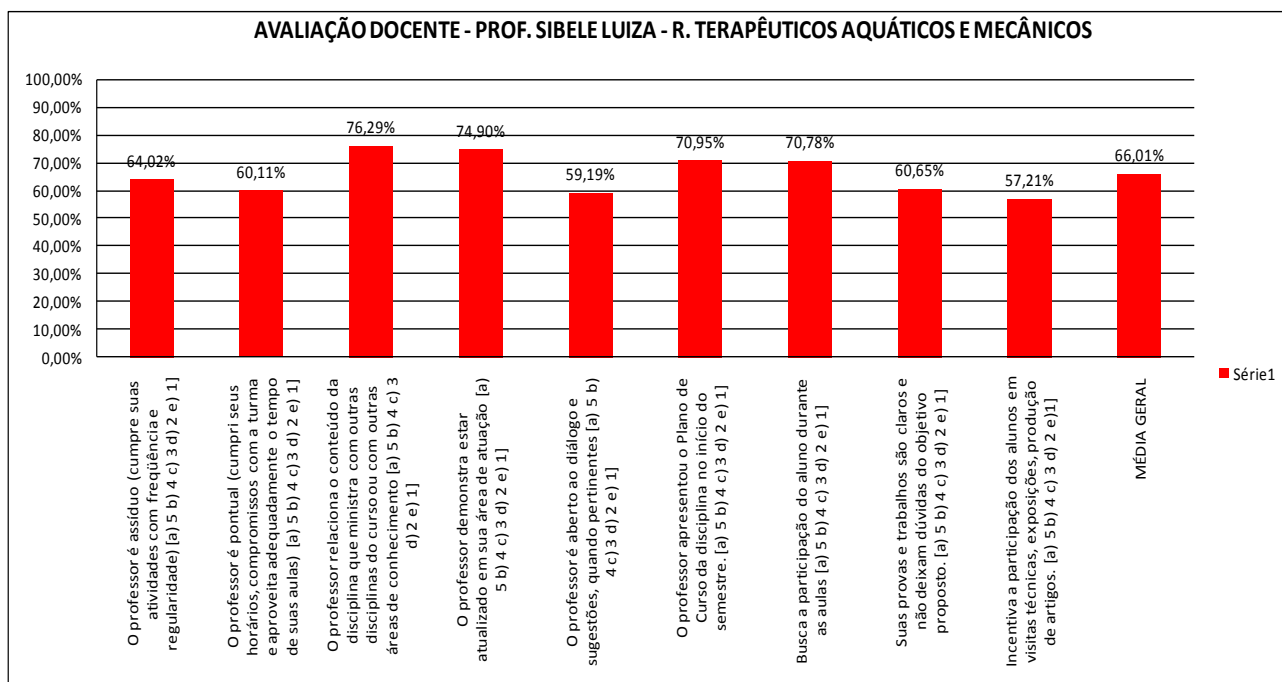 AVALIAÇÃO DOCENTE - PROF. SIBELE LUIZA - R. TERAPÊUTICOS AQUÁTICOS E MECÂNICOS
100,00%
90,00%
80,00%
70,00%
60,00%
50,00%
40,00%
30,00%
20,00%
10,00%
0,00%
64,02%
60,11%
76,29%
74,90%
59,19%
70,95%
70,78%
60,65%
57,21%
66,01%
O professor é assíduo (cumpre suas
atividades com freqüência e
regularidade) [a) 5 b) 4 c) 3 d) 2 e) 1]
O professor é pontual (cumpri seus
horários, compromissos com a turma
e aproveita adequadamente o tempo
de suas aulas) [a) 5 b) 4 c) 3 d) 2 e) 1]
O professor relaciona o conteúdo da
disciplina que ministra com outras
disciplinas do curso ou com outras
áreas de conhecimento [a) 5 b) 4 c) 3
d) 2 e) 1]
O professor demonstra estar
atualizado em sua área de atuação [a)
5 b) 4 c) 3 d) 2 e) 1]
O professor é aberto ao diálogo e
sugestões, quando pertinentes [a) 5 b)
4 c) 3 d) 2 e) 1]
O professor apresentou o Plano de
Curso da disciplina no início do
semestre. [a) 5 b) 4 c) 3 d) 2 e) 1]
Busca a participação do aluno durante
as aulas [a) 5 b) 4 c) 3 d) 2 e) 1]
Suas provas e trabalhos são claros e
não deixam dúvidas do objetivo
proposto. [a) 5 b) 4 c) 3 d) 2 e) 1]
Incentiva a participação dos alunos em
visitas técnicas, exposições, produção
de artigos. [a) 5 b) 4 c) 3 d) 2 e)1]
MÉDIA GERAL
Série1